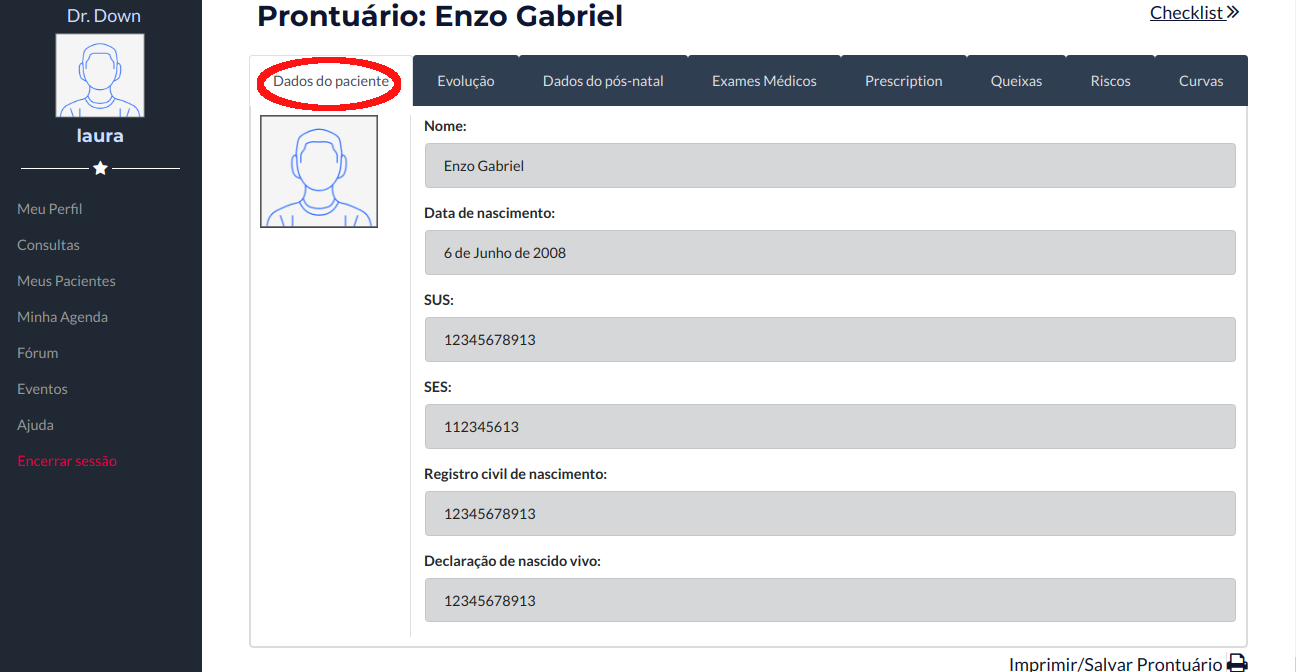 Dr. Down
laura
Meu Perfil
Consultas
Meus Pacientes
Minha Agenda
Fórum
Eventos
Ajuda
Encerrar sessão
Prontuário: Enzo Gabriel
Checklist
Dados do paciente
Evolução
Dados do pós-natal
Exames Médicos
Prescription
Queixas
Riscos
Curvas
Nome:
Enzo Gabriel
Data de nascimento:
6 de Junho de 2008
SUS:
12345678913
SES:
112345613
Registro civil de nascimento:
12345678913
Declaração de nascido vivo:
12345678913
Imprimir/Salvar Prontuário